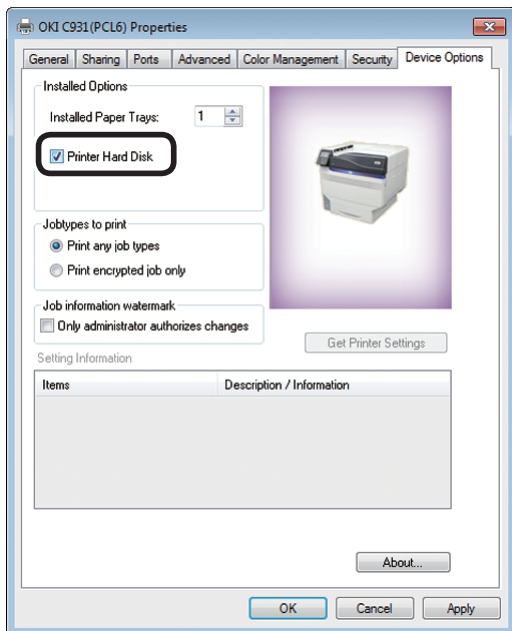 OKI C931(PCL6) Properties
General Sharing Ports Advanced Color Management Security Device Options
Installed Options
Installed Paper Trays: 1
Printer Hard Disk
Jobtypes to print
Print any job types
Print encrypted job only
Job information watermark
Only administrator authorizes changes
Get Printer Settings
Setting Information
Items Description / Information
About...
OK Cancel Apply